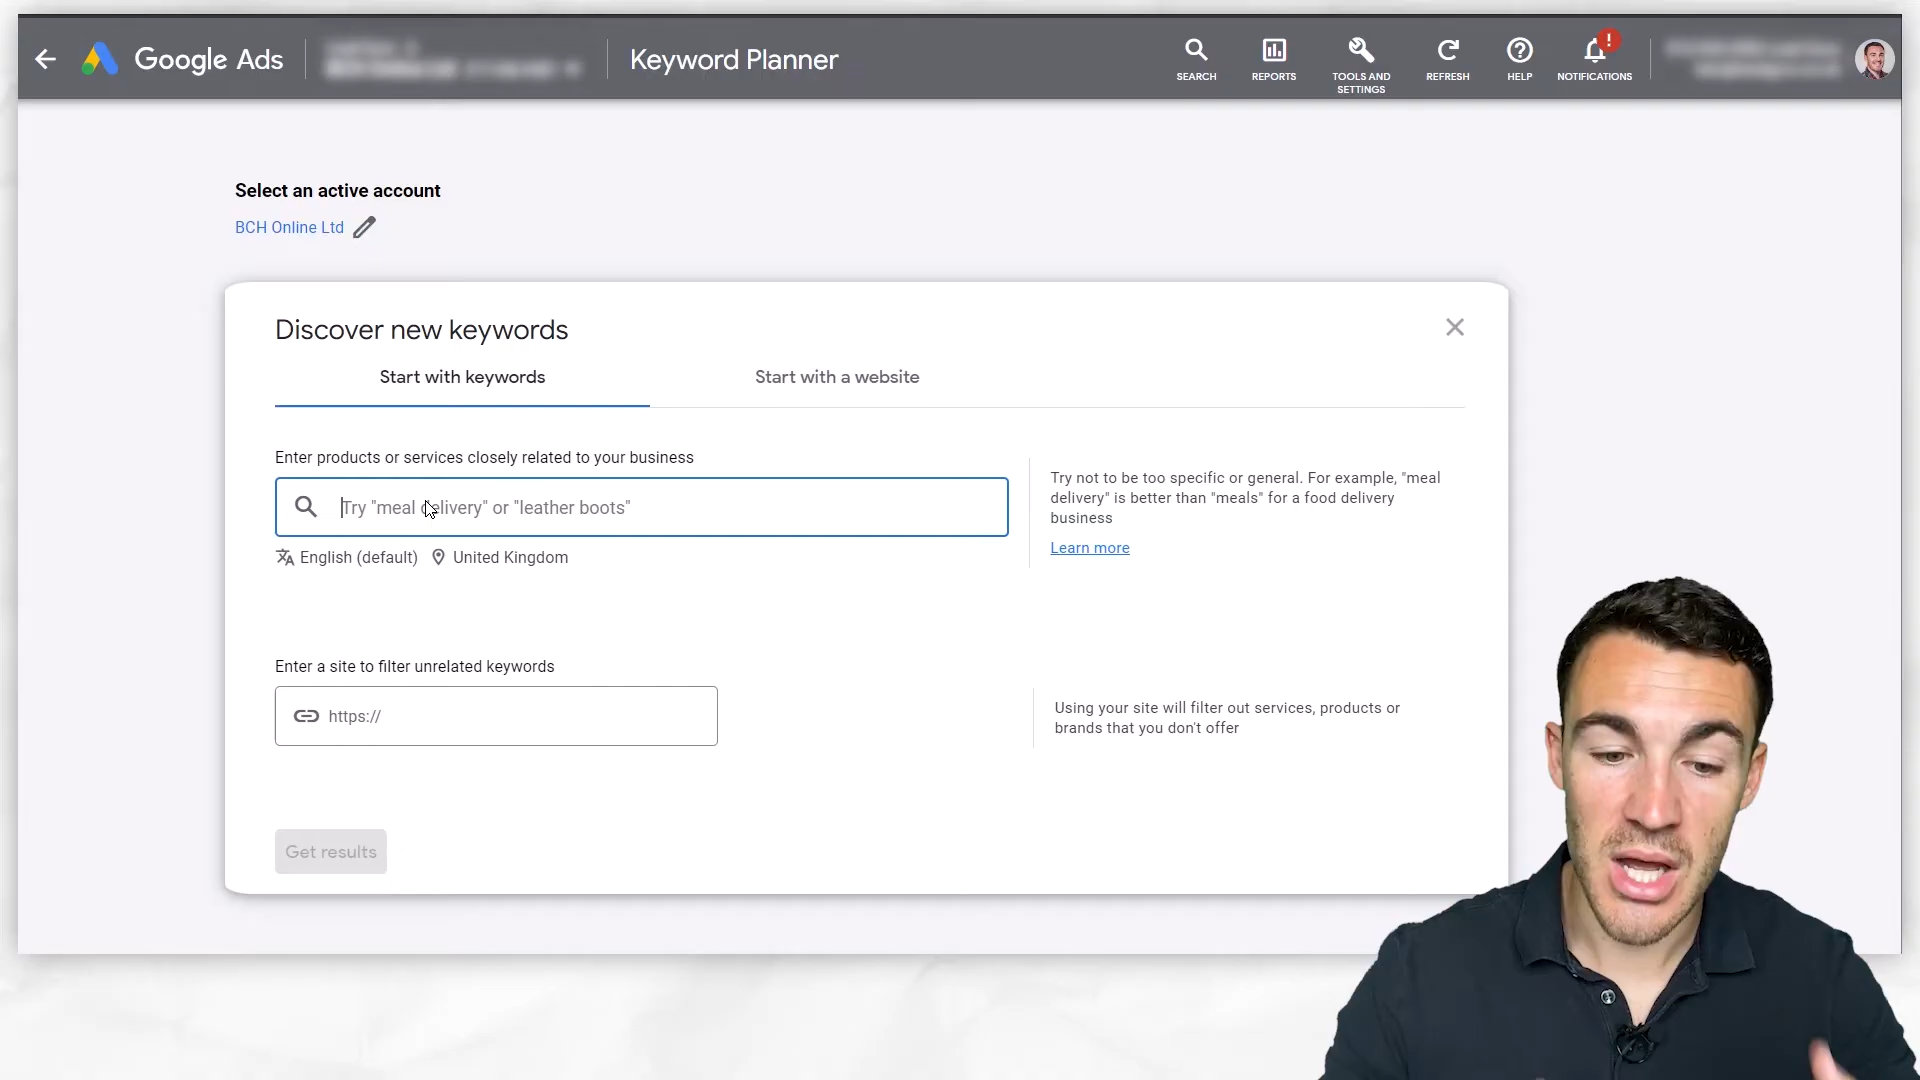 Google Ads
Keyword Planner
SEARCH
REPORTS
TOOLS AND
SETTINGS
REFRESH
HELP
!
NOTIFICATIONS
Select an active account
BCH Online Ltd
Discover new keywords
Start with keywords
Start with a website
Enter products or services closely related to your business
Try "meal delivery" or "leather boots"
English (default)
United Kingdom
Try not to be too specific or general. For example, "meal
delivery" is better than "meals" for a food delivery
business
Learn more
Enter a site to filter unrelated keywords
https://
Using your site will filter out services, products or
brands that you don't offer
Get results